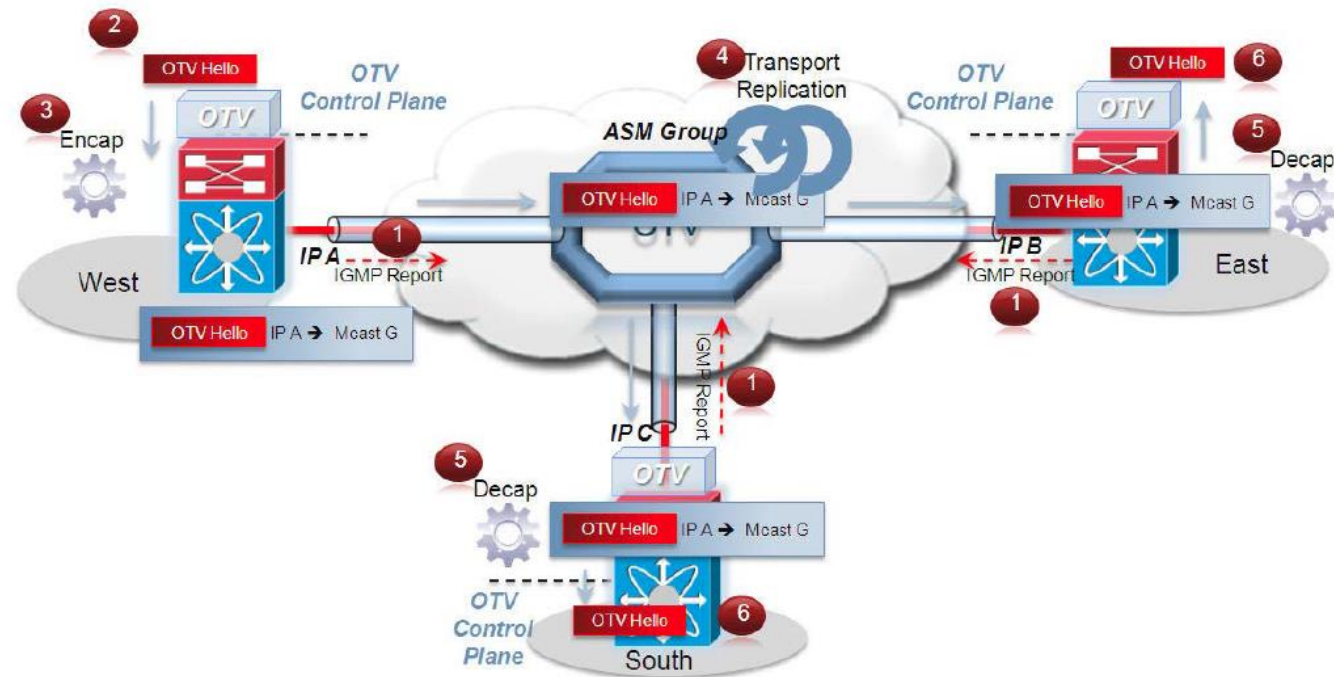 2
OTV Hello
OTV
Control Plane
3
Encap
OTV
4
Transport
Replication
ASM Group
OTV Hello
6
OTV
Control Plane
OTV
5
Decap
OTV Hello IP A → Mcast G
OTV
OTV Hello IP A → Mcast G
1
IP A
IGMP Report
West
OTV Hello IP A → Mcast G
IP B
IGMP Report
1
East
IGMP Report
1
IP C
OTV
5
Decap
OTV Hello IP A → Mcast G
OTV
Control
Plane
OTV Hello
6
South